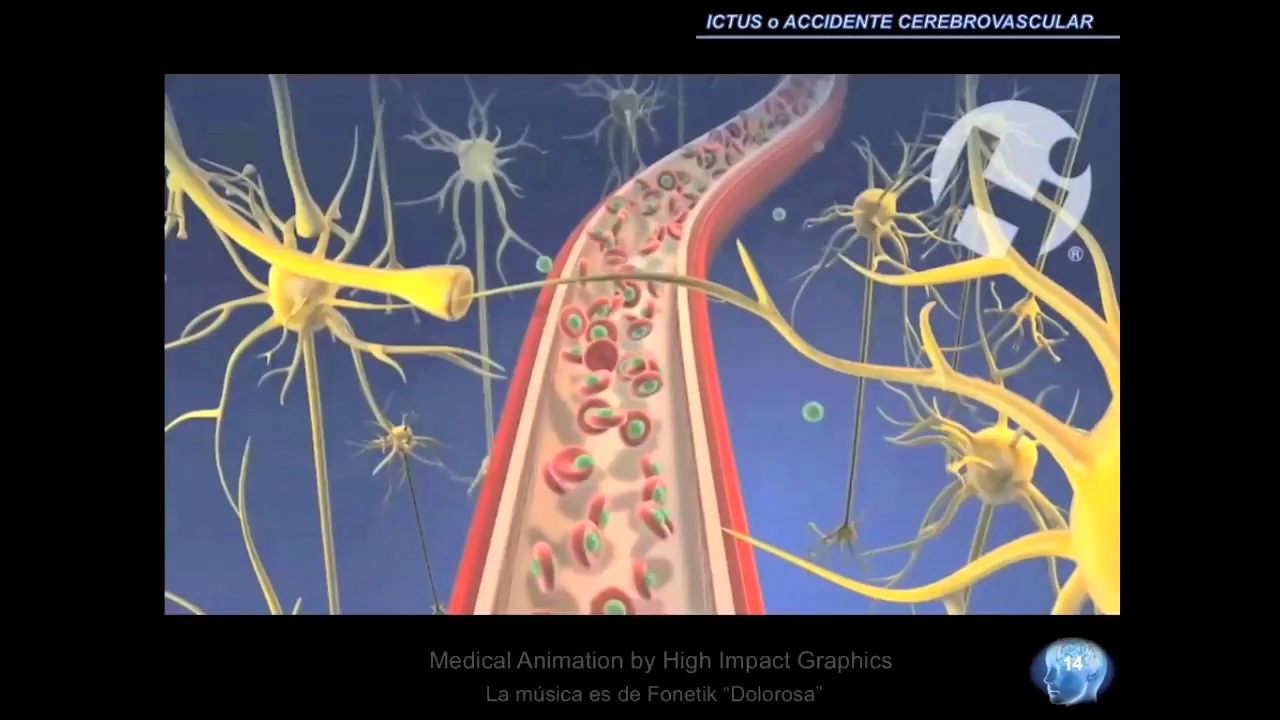 ICTUS o ACCIDENTE CEREBROVASCULAR
®
Medical Animation by High Impact Graphics
La música es de Fonetik “Dolorosa”
14